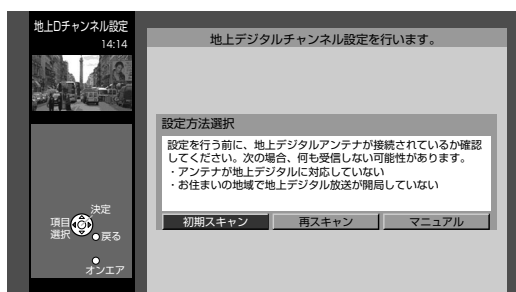 地上Dチャンネル設定
14:14
地上デジタルチャンネル設定を行います。
設定方法選択
設定を行う前に、地上デジタルアンテナが接続されているか確認
してください。次の場合、何も受信しない可能性があります。
・アンテナが地上デジタルに対応していない
・お住まいの地域で地上デジタル放送が開局していない
初期スキャン 再スキャン マニュアル
決定
項目
選択
戻る
オンエア